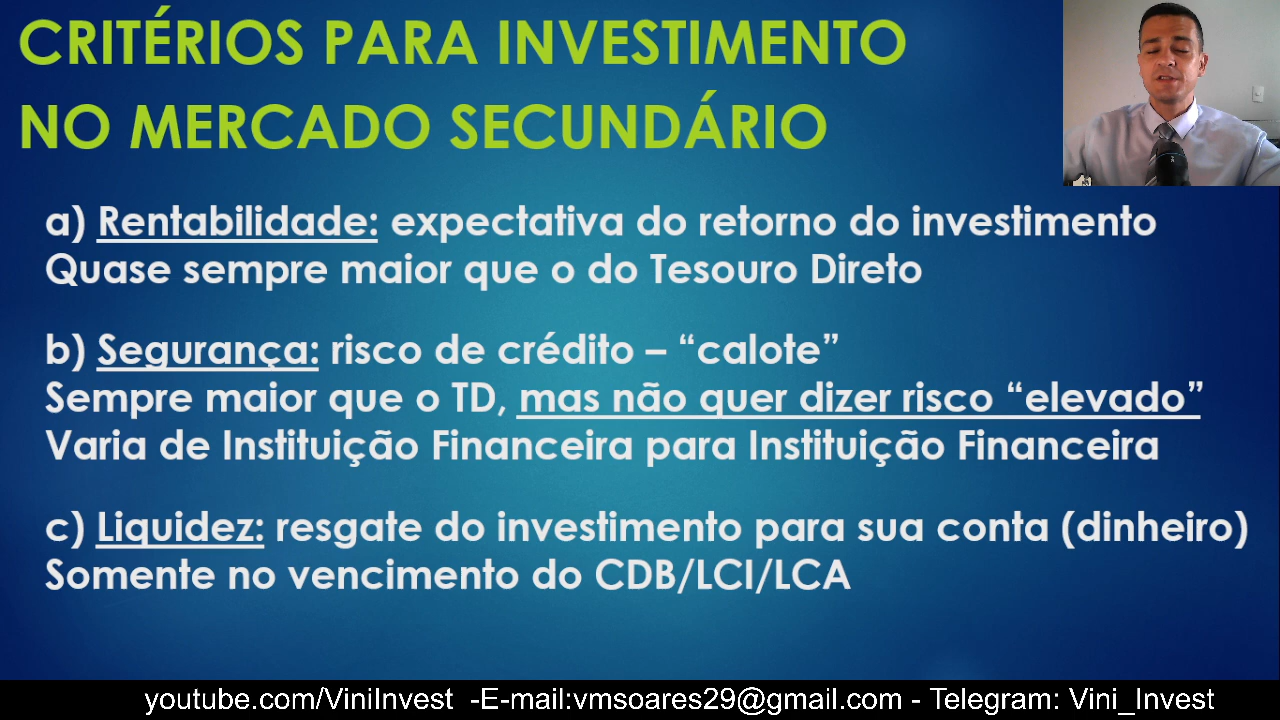 CRITÉRIOS PARA INVESTIMENTO
NO MERCADO SECUNDÁRIO
a) Rentabilidade: expectativa do retorno do investimento
Quase sempre maior que o do Tesouro Direto
b) Segurança: risco de crédito – “calote”
Sempre maior que o TD, mas não quer dizer risco “elevado”
Varia de Instituição Financeira para Instituição Financeira
c) Liquidez: resgate do investimento para sua conta (dinheiro)
Somente no vencimento do CDB/LCI/LCA
youtube.com/ViniInvest -E-mail:vmsoares29@gmail.com - Telegram: Vini_Invest